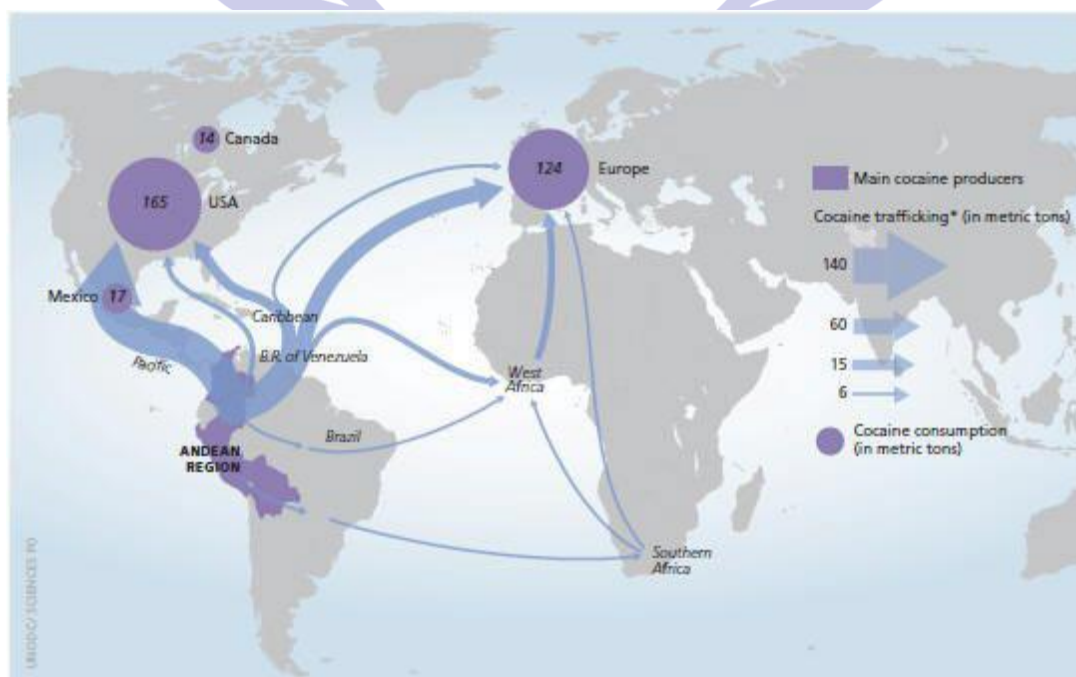 14 Canada
165 USA
124 Europe
Mexico 17
Caribbean
Pacific
B.R. of Venezuela
West
Africa
Brazil
ANDEAN
REGION
Southern
Africa
Main cocaine producers
Cocaine trafficking* (in metric tons)
140
60
15
6
Cocaine consumption
(in metric tons)
UNODC/ SCIENCES PO